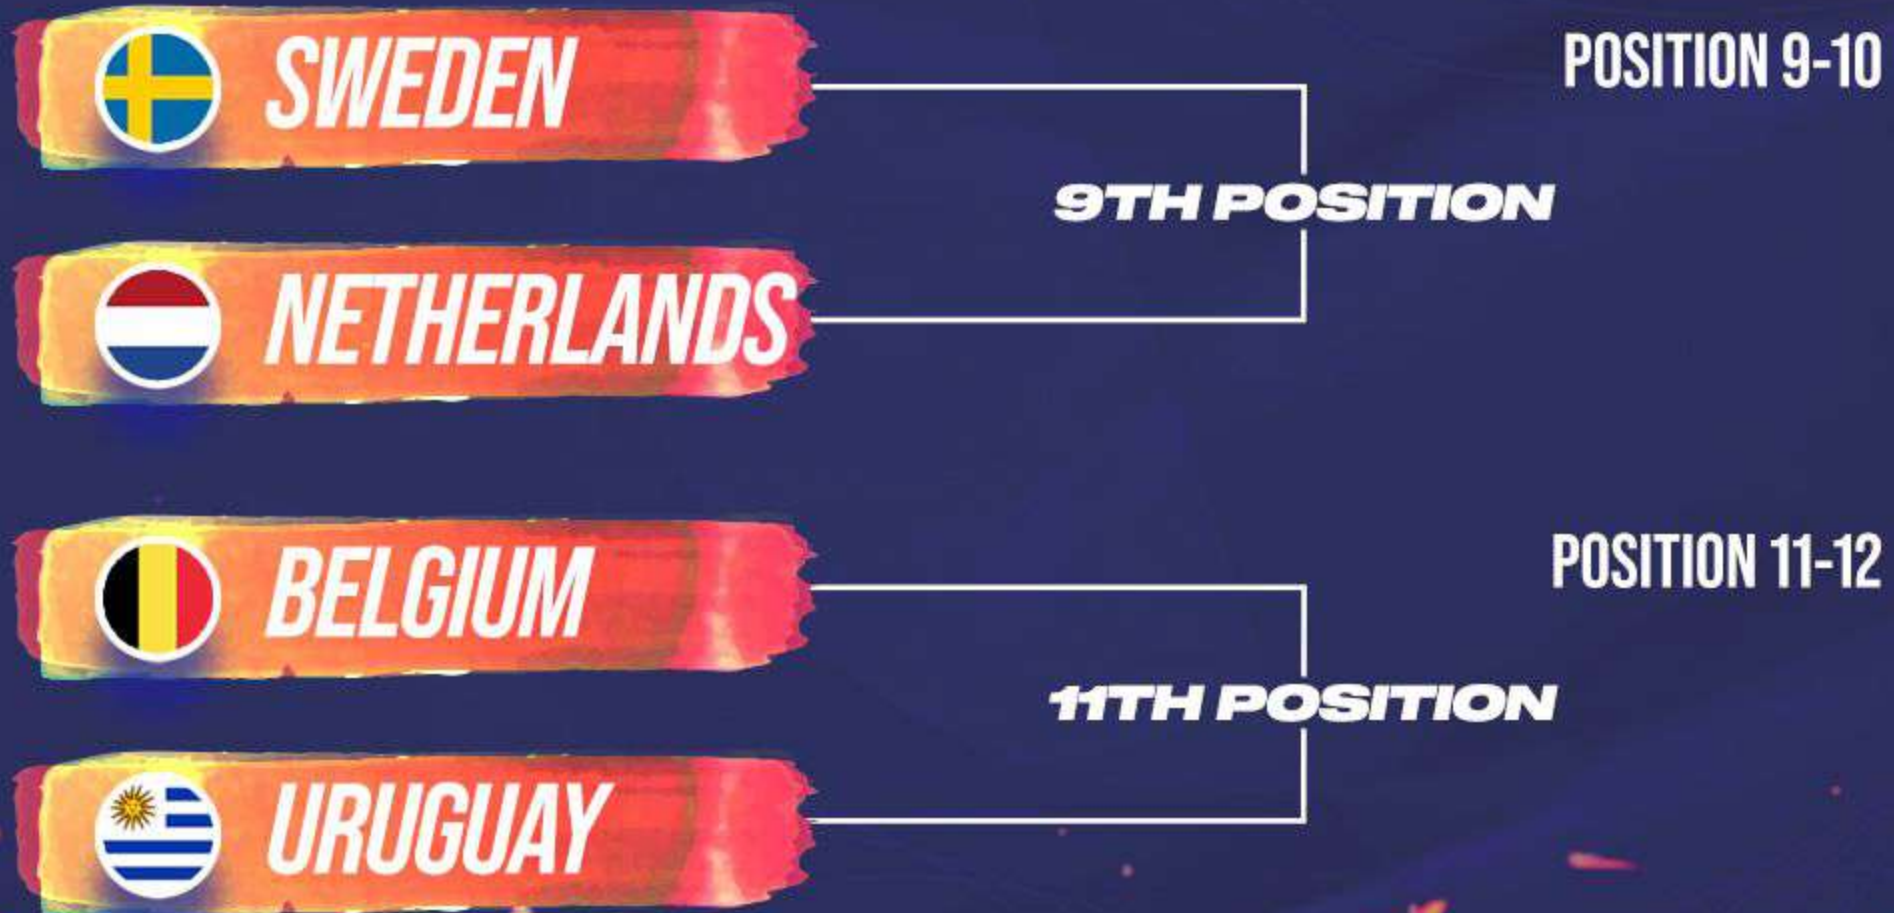 SWEDEN
POSITION 9-10
9TH POSITION
NETHERLANDS
BELGIUM
POSITION 11-12
11TH POSITION
URUGUAY